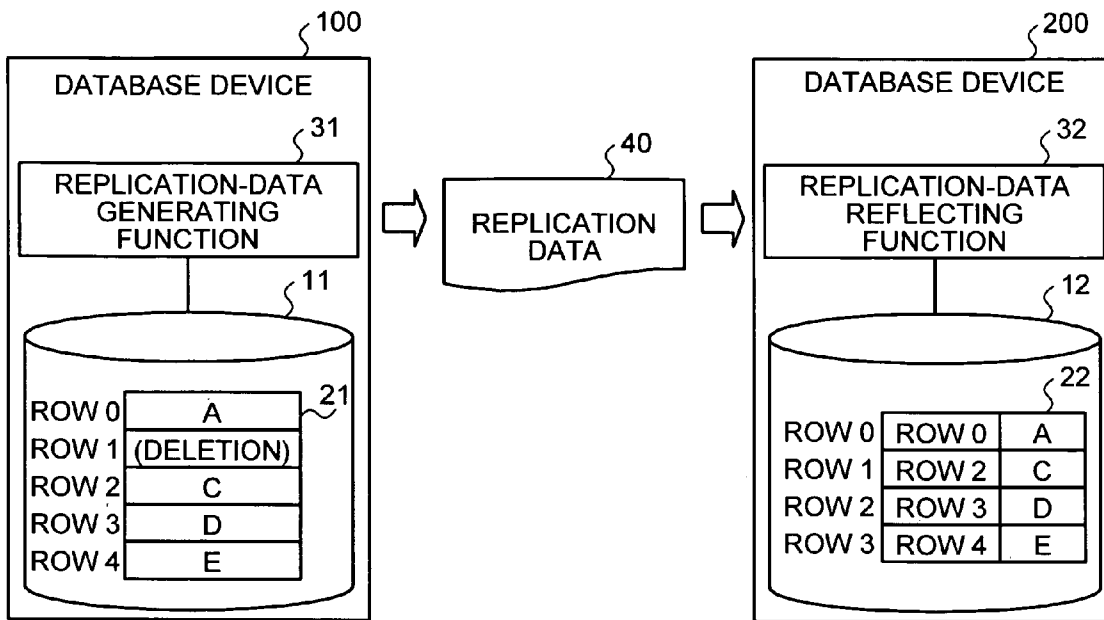 100
DATABASE DEVICE
31
REPLICATION-DATA
GENERATING
FUNCTION
11
21
ROW 0 A
ROW 1 (DELETION)
ROW 2 C
ROW 3 D
ROW 4 E
40
REPLICATION
DATA
200
DATABASE DEVICE
32
REPLICATION-DATA
REFLECTING
FUNCTION
12
22
ROW 0 ROW 0 A
ROW 1 ROW 2 C
ROW 2 ROW 3 D
ROW 3 ROW 4 E